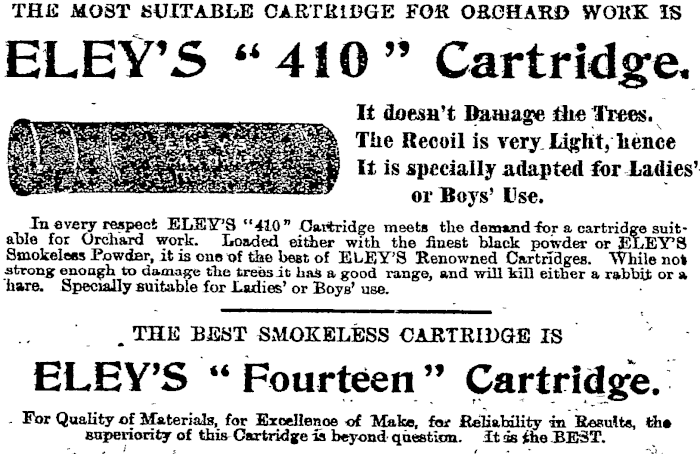 THE MOST SUITABLE CARTRIDGE FOR ORCHARD WORK IS
ELEY'S "410" Cartridge.
ELEY'S
It doesn't Damage the Trees.
The Recoil is very Light, hence
It is specially adapted for Ladies'
or Boys' Use.
In every respect ELEY'S "410" Cartridge meets the demand for a cartridge suit-
able for Orchard work. Loaded either with the finest black powder or ELEY'S
Smokeless Powder, it is one of the best of ELEY'S Renowned Cartridges. While not
strong enough to damage the trees it has a good range, and will kill either a rabbit or a
hare. Specially suitable for Ladies' or Boys' use.
THE BEST SMOKELESS CARTRIDGE IS
ELEY'S "Fourteen" Cartridge.
For Quality of Materials, for Excellence of Make, for Reliability in Results, the
superiority of this Cartridge is beyond question. It is the BEST.